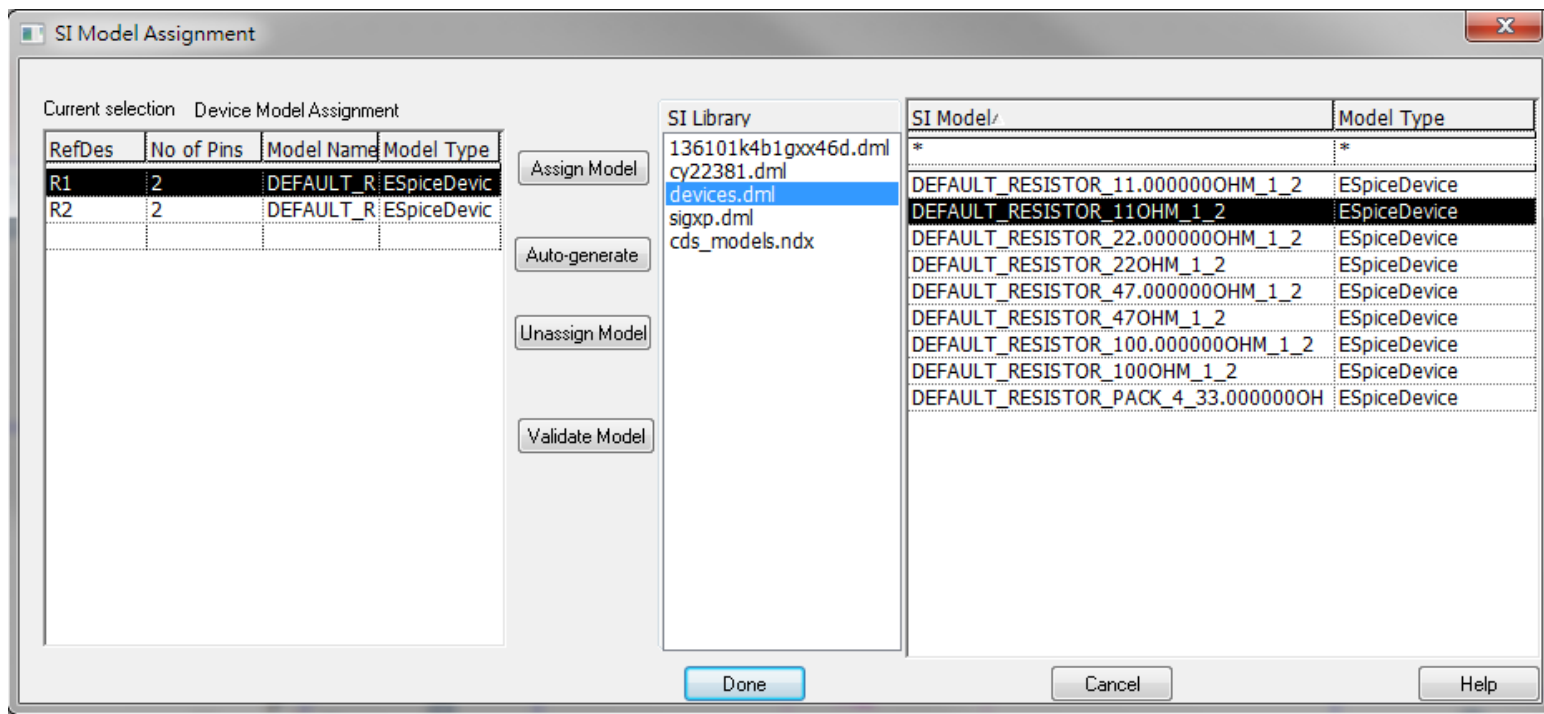 SI Model Assignment
Current selection Device Model Assignment
RefDes No of Pins Model Name Model Type
R1 2 DEFAULT_R ESpiceDevic
R2 2 DEFAULT_R ESpiceDevic
Assign Model
Auto-generate
Unassign Model
Validate Model
SI Library
136101k4b1gxx46d.dml
cy22381.dml
devices.dml
sigxp.dml
cds_models.ndx
SI Model Model Type
* *
DEFAULT_RESISTOR_11.000000OHM_1_2 ESpiceDevice
DEFAULT_RESISTOR_11OHM_1_2 ESpiceDevice
DEFAULT_RESISTOR_22.000000OHM_1_2 ESpiceDevice
DEFAULT_RESISTOR_22OHM_1_2 ESpiceDevice
DEFAULT_RESISTOR_47.000000OHM_1_2 ESpiceDevice
DEFAULT_RESISTOR_47OHM_1_2 ESpiceDevice
DEFAULT_RESISTOR_100.000000OHM_1_2 ESpiceDevice
DEFAULT_RESISTOR_100OHM_1_2 ESpiceDevice
DEFAULT_RESISTOR_PACK_4_33.000000OH ESpiceDevice
Done Cancel Help